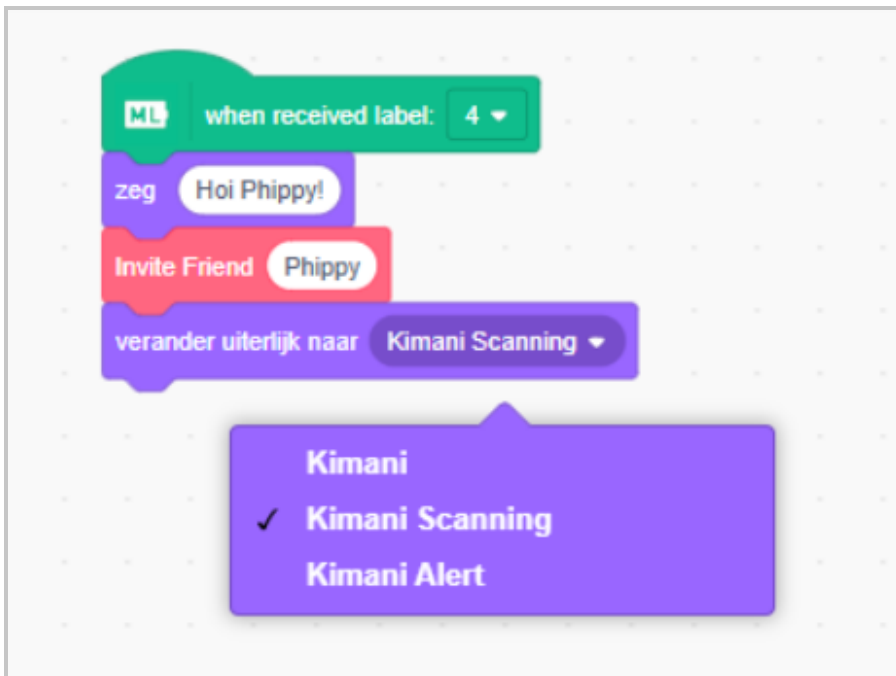 ML when received label: 4
zeg Hoi Phippy!
Invite Friend Phippy
verander uiterlijk naar Kimani Scanning
Kimani
✓ Kimani Scanning
Kimani Alert